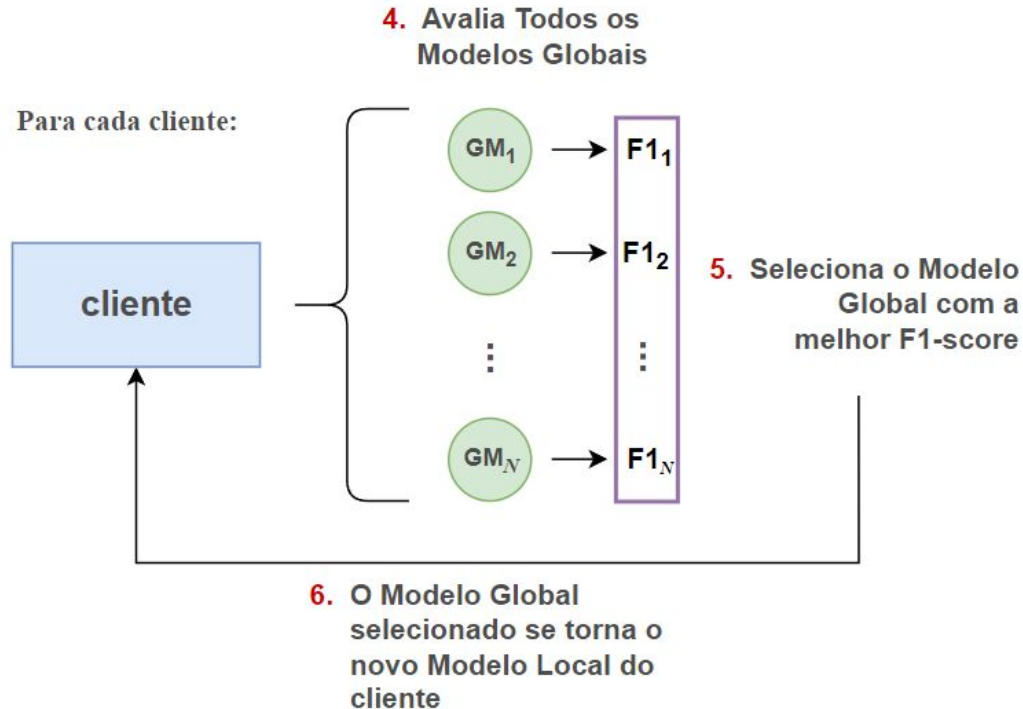 4. Avalia Todos os
Modelos Globais
Para cada cliente:
cliente
GM1
F11
GM2
F12
⋮
⋮
GMN
F1N
5. Seleciona o Modelo
Global com a
melhor F1-score
6. O Modelo Global
selecionado se torna o
novo Modelo Local do
cliente